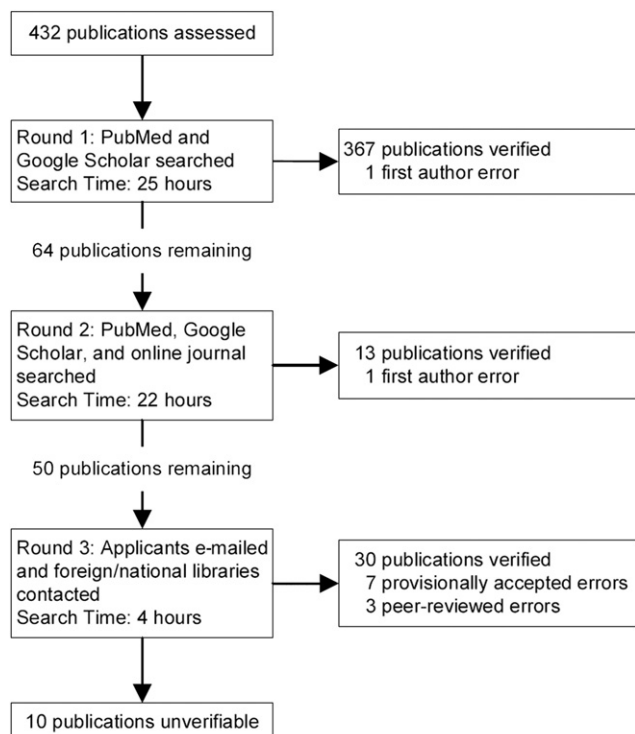 432 publications assessed
Round 1: PubMed and
Google Scholar searched
Search Time: 25 hours
367 publications verified
1 first author error
64 publications remaining
Round 2: PubMed, Google
Scholar, and online journal
searched
Search Time: 22 hours
13 publications verified
1 first author error
50 publications remaining
Round 3: Applicants e-mailed
and foreign/national libraries
contacted
Search Time: 4 hours
30 publications verified
7 provisionally accepted errors
3 peer-reviewed errors
10 publications unverifiable